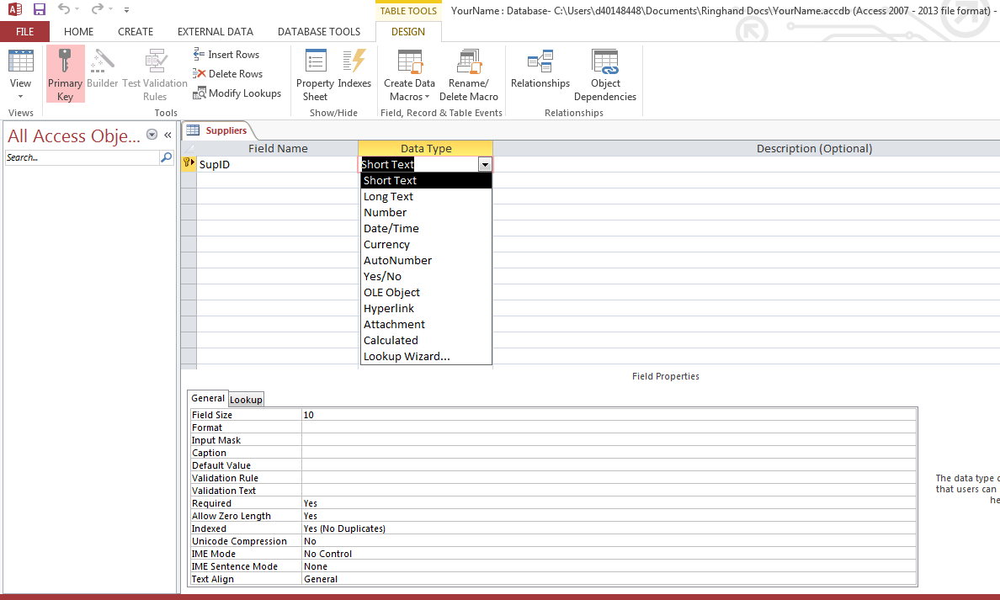 TABLE TOOLS
YourName : Database- C:\Users\d40148448\Documents\Ringhand Docs\YourName.accdb (Access 2007 - 2013 file format) -
FILE HOME CREATE EXTERNAL DATA DATABASE TOOLS DESIGN
View
Primary Key
Builder
Test Validation Rules
Insert Rows
Delete Rows
Modify Lookups
Property Sheet
Indexes
Create Data Macros
Rename/ Delete Macro
Relationships
Object Dependencies
Views Tools Show/Hide Field, Record & Table Events Relationships
All Access Obje...
Search...
Suppliers
Field Name Data Type Description (Optional)
SupID Short Text
Short Text
Long Text
Number
Date/Time
Currency
AutoNumber
Yes/No
OLE Object
Hyperlink
Attachment
Calculated
Lookup Wizard...
Field Properties
General Lookup
Field Size 10
Format
Input Mask
Caption
Default Value
Validation Rule
Validation Text
Required Yes
Allow Zero Length Yes
Indexed Yes (No Duplicates)
Unicode Compression No
IME Mode No Control
IME Sentence Mode None
Text Align General
The data type
that users can
he